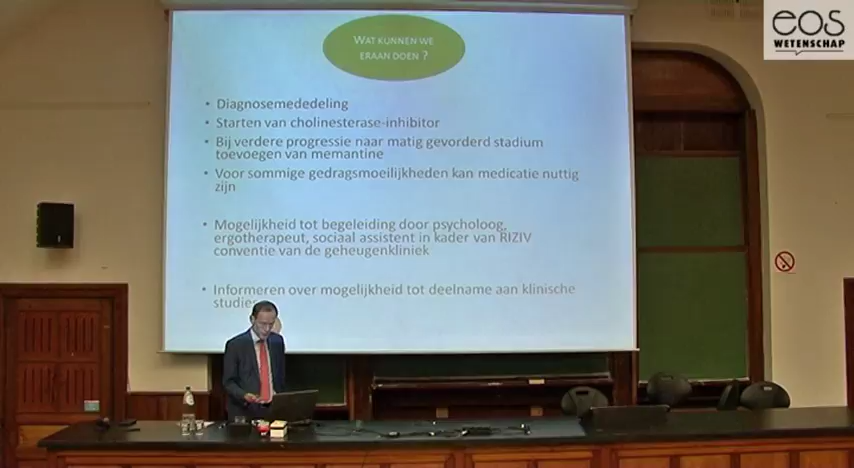 eos
WETENSCHAP
WAT KUNNEN WE
ERAAN DOEN ?
• Diagnosemededeling
• Starten van cholinesterase-inhibitor
• Bij verdere progressie naar matig gevorderd stadium
toevoegen van memantine
• Voor sommige gedragsmoeilijkheden kan medicatie nuttig
zijn
• Mogelijkheid tot begeleiding door psycholoog,
ergotherapeut, sociaal assistent in kader van RIZIV
conventie van de geheugenkliniek
• Informeren over mogelijkheid tot deelname aan klinische
studies